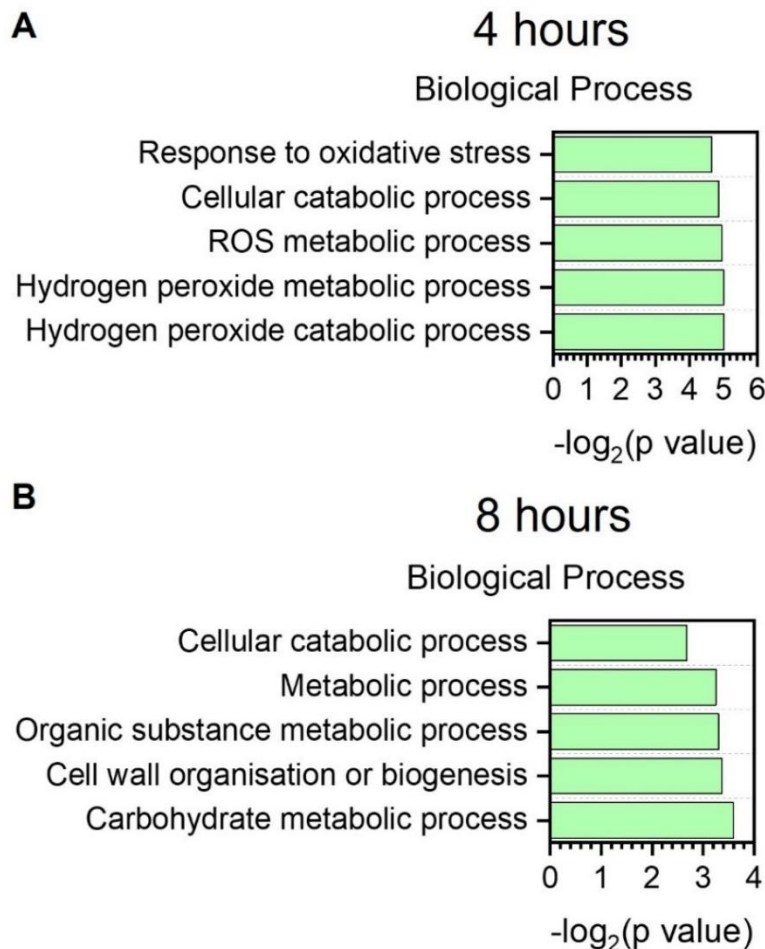 A
4 hours
Biological Process
Response to oxidative stress
Cellular catabolic process
ROS metabolic process
Hydrogen peroxide metabolic process
Hydrogen peroxide catabolic process
0 1 2 3 4 5 6
-log₂(p value)
B
8 hours
Biological Process
Cellular catabolic process
Metabolic process
Organic substance metabolic process
Cell wall organisation or biogenesis
Carbohydrate metabolic process
0 1 2 3 4
-log₂(p value)